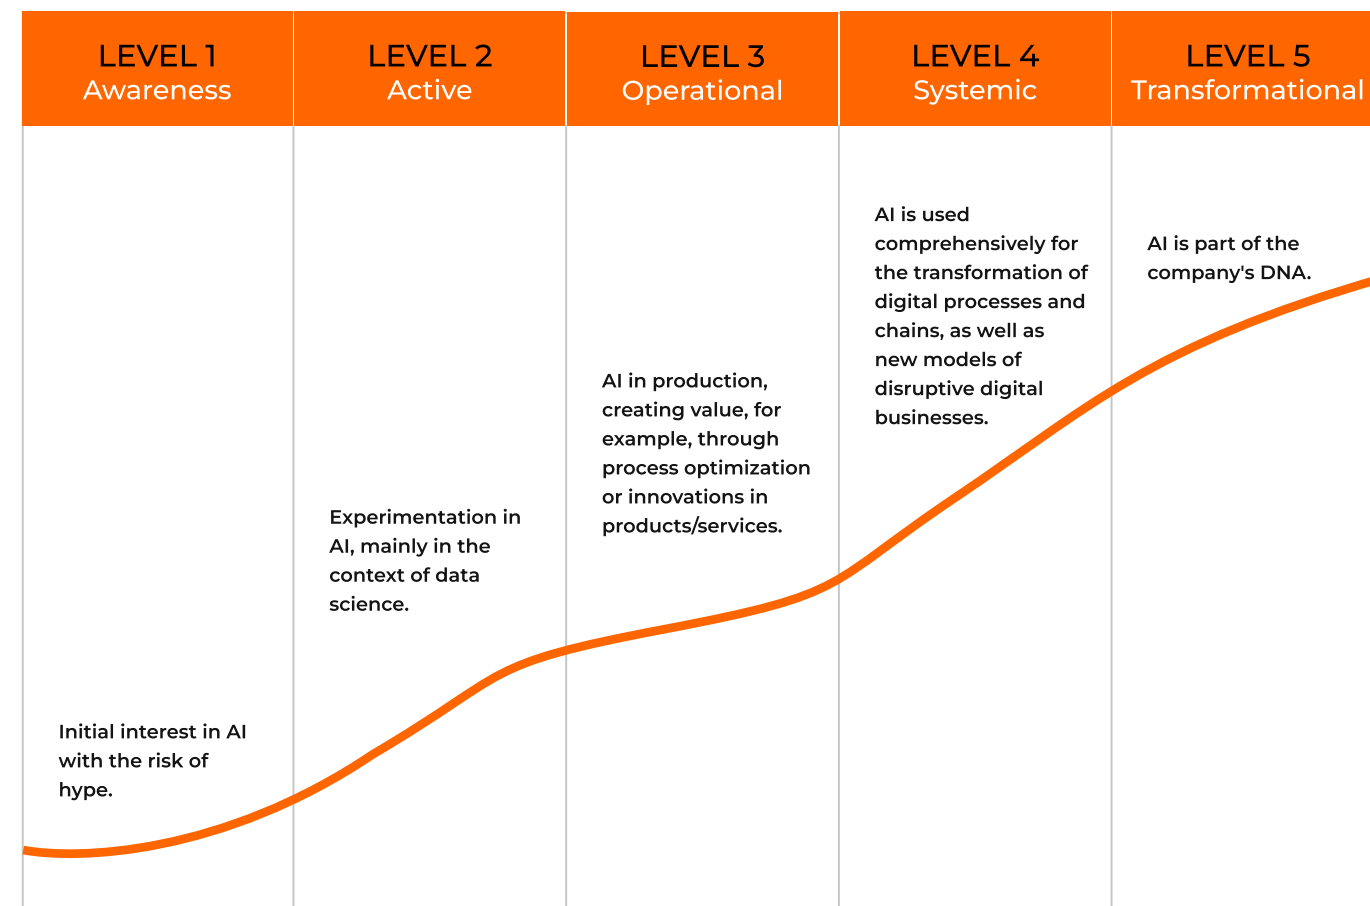 LEVEL 1
Awareness
LEVEL 2
Active
LEVEL 3
Operational
LEVEL 4
Systemic
LEVEL 5
Transformational
Initial interest in AI
with the risk of
hype.
Experimentation in
AI, mainly in the
context of data
science.
AI in production,
creating value, for
example, through
process optimization
or innovations in
products/services.
AI is used
comprehensively for
the transformation of
digital processes and
chains, as well as
new models of
disruptive digital
businesses.
AI is part of the
company's DNA.